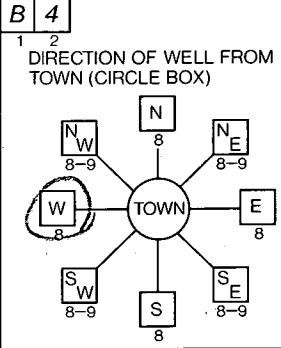 B 4
1 2
DIRECTION OF WELL FROM
TOWN (CIRCLE BOX)
N
8
NW
8-9
NE
8-9
W
8
TOWN
E
8
SW
8-9
SE
8-9
S
8